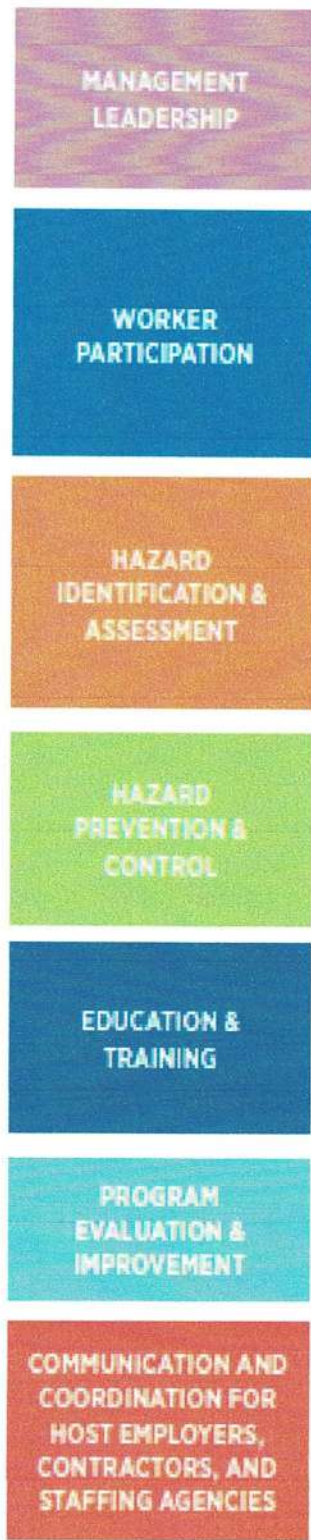 MANAGEMENT
LEADERSHIP
WORKER
PARTICIPATION
HAZARD
IDENTIFICATION &
ASSESSMENT
HAZARD
PREVENTION &
CONTROL
EDUCATION &
TRAINING
PROGRAM
EVALUATION &
IMPROVEMENT
COMMUNICATION AND
COORDINATION FOR
HOST EMPLOYERS,
CONTRACTORS, AND
STAFFING AGENCIES